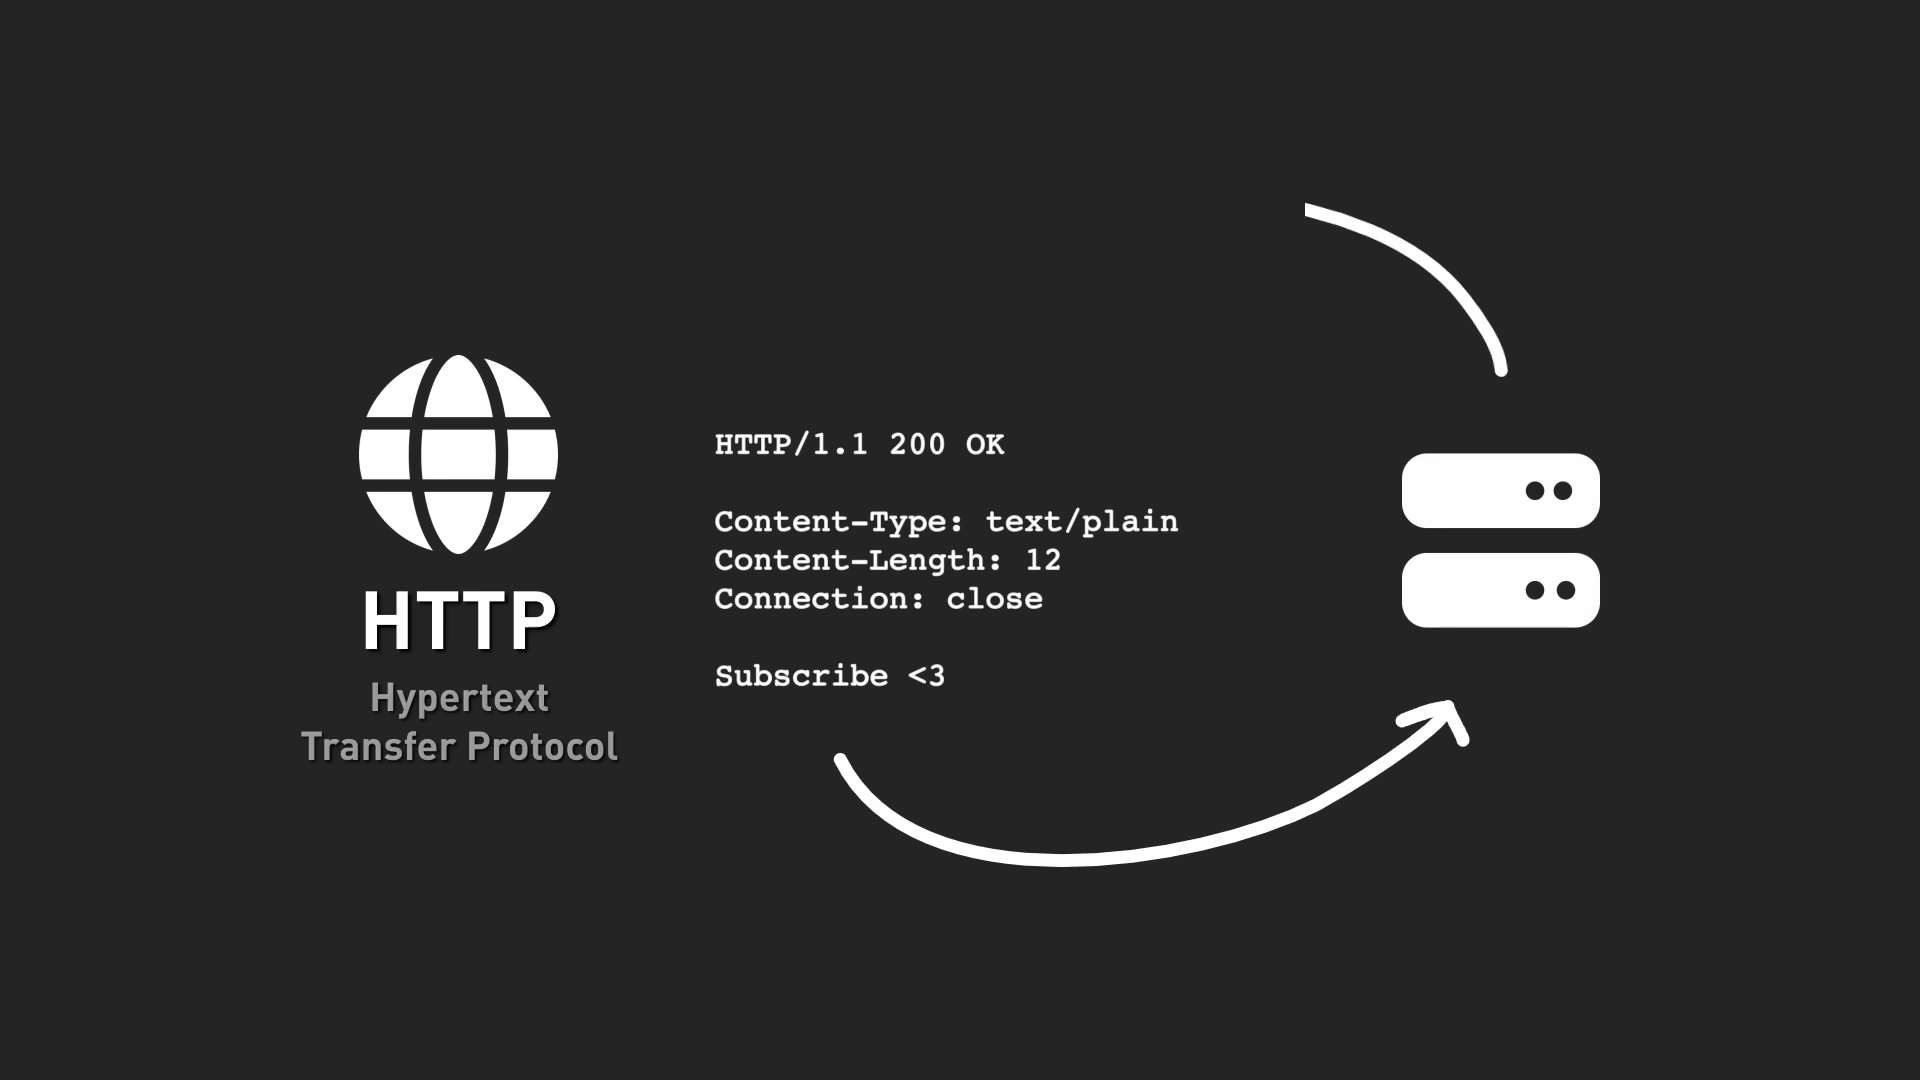 HTTP
Hypertext
Transfer Protocol
HTTP/1.1 200 OK
Content-Type: text/plain
Content-Length: 12
Connection: close
Subscribe <3